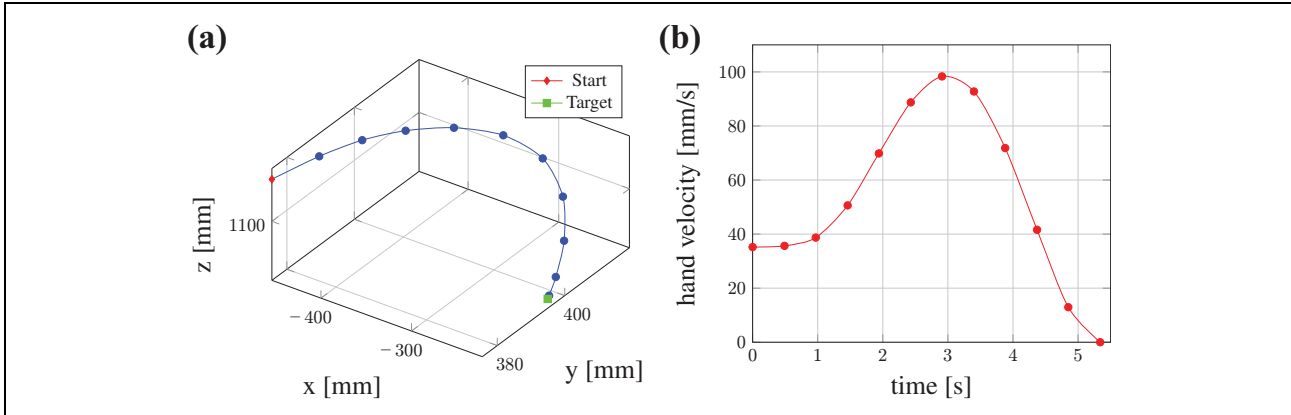 (a)
Start
Target
z [mm]
1100
−400
−300
x [mm]
380
400
y [mm]
(b)
hand velocity [mm/s]
100
80
60
40
20
0
0 1 2 3 4 5
time [s]